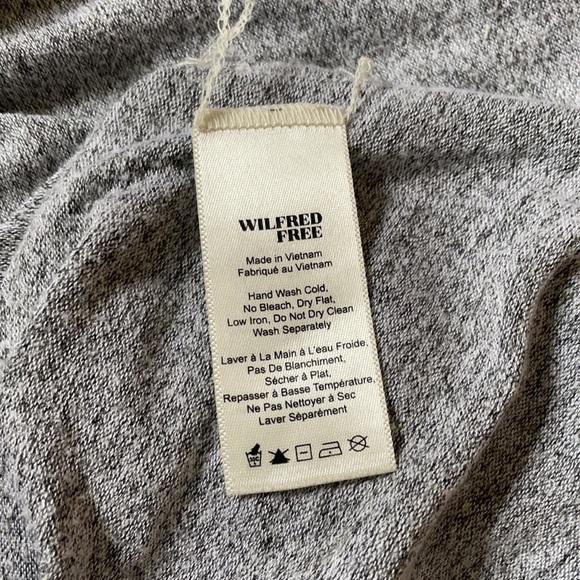 WILFRED
FREE
Made in Vietnam
Fabriqué au Vietnam
Hand Wash Cold,
No Bleach, Dry Flat,
Low Iron, Do Not Dry Clean
Wash Separately
Laver à La Main à L'eau Froide,
Pas De Blanchiment,
Sécher à Plat,
Repasser à Basse Température,
Ne Pas Nettoyer à Sec
Laver Séparément